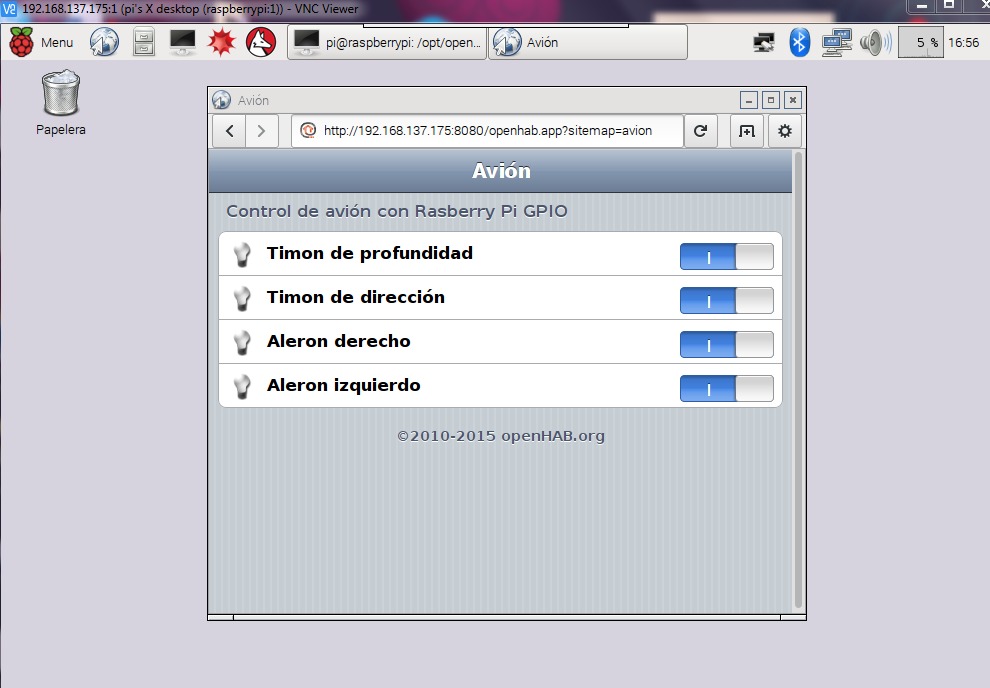 192.168.137.175:1 (pi's X desktop (raspberrypi:1)) - VNC Viewer
Menu
pi@raspberrypi: /opt/open...
Avión
5 %
16:56
Papelera
Avión
http://192.168.137.175:8080/openhab.app?sitemap=avion
Avión
Control de avión con Rasberry Pi GPIO
Timon de profundidad
Timon de dirección
Aleron derecho
Aleron izquierdo
©2010-2015 openHAB.org